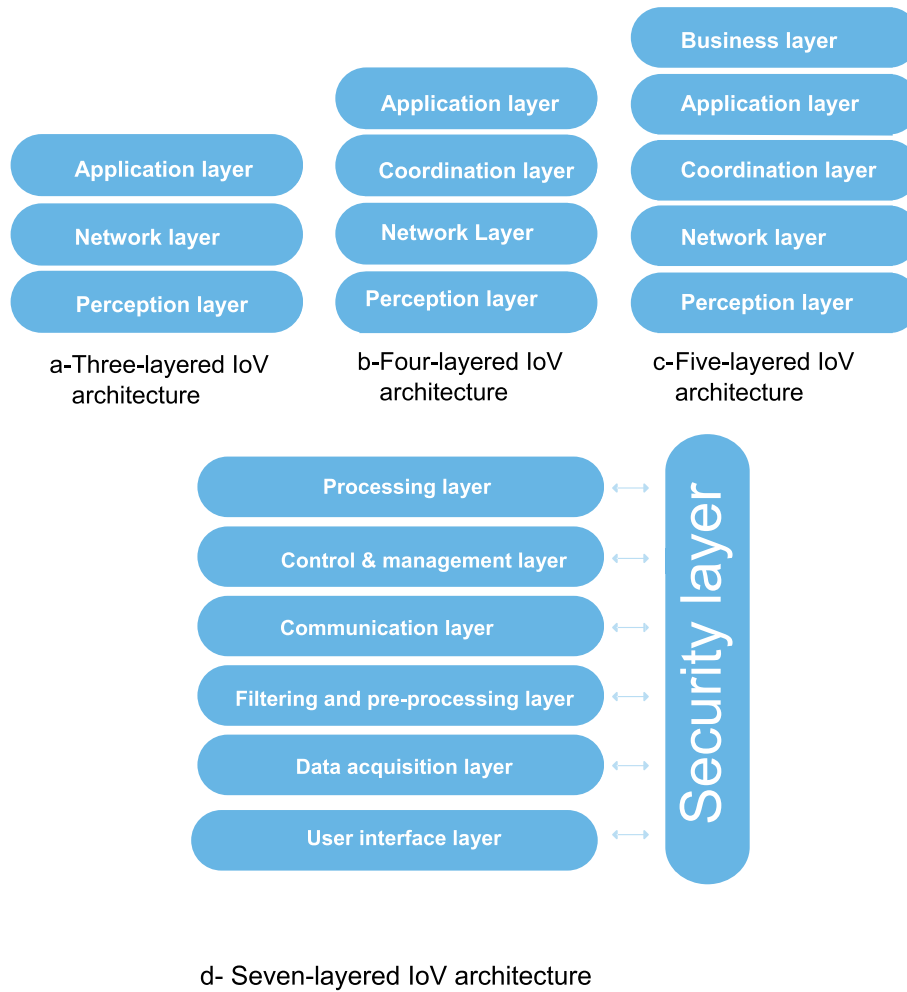 Application layer
Network layer
Perception layer
a-Three-layered IoV
architecture
Application layer
Coordination layer
Network Layer
Perception layer
b-Four-layered IoV
architecture
Business layer
Application layer
Coordination layer
Network layer
Perception layer
c-Five-layered IoV
architecture
Processing layer
Control & management layer
Communication layer
Filtering and pre-processing layer
Data acquisition layer
User interface layer
Security layer
d- Seven-layered IoV architecture